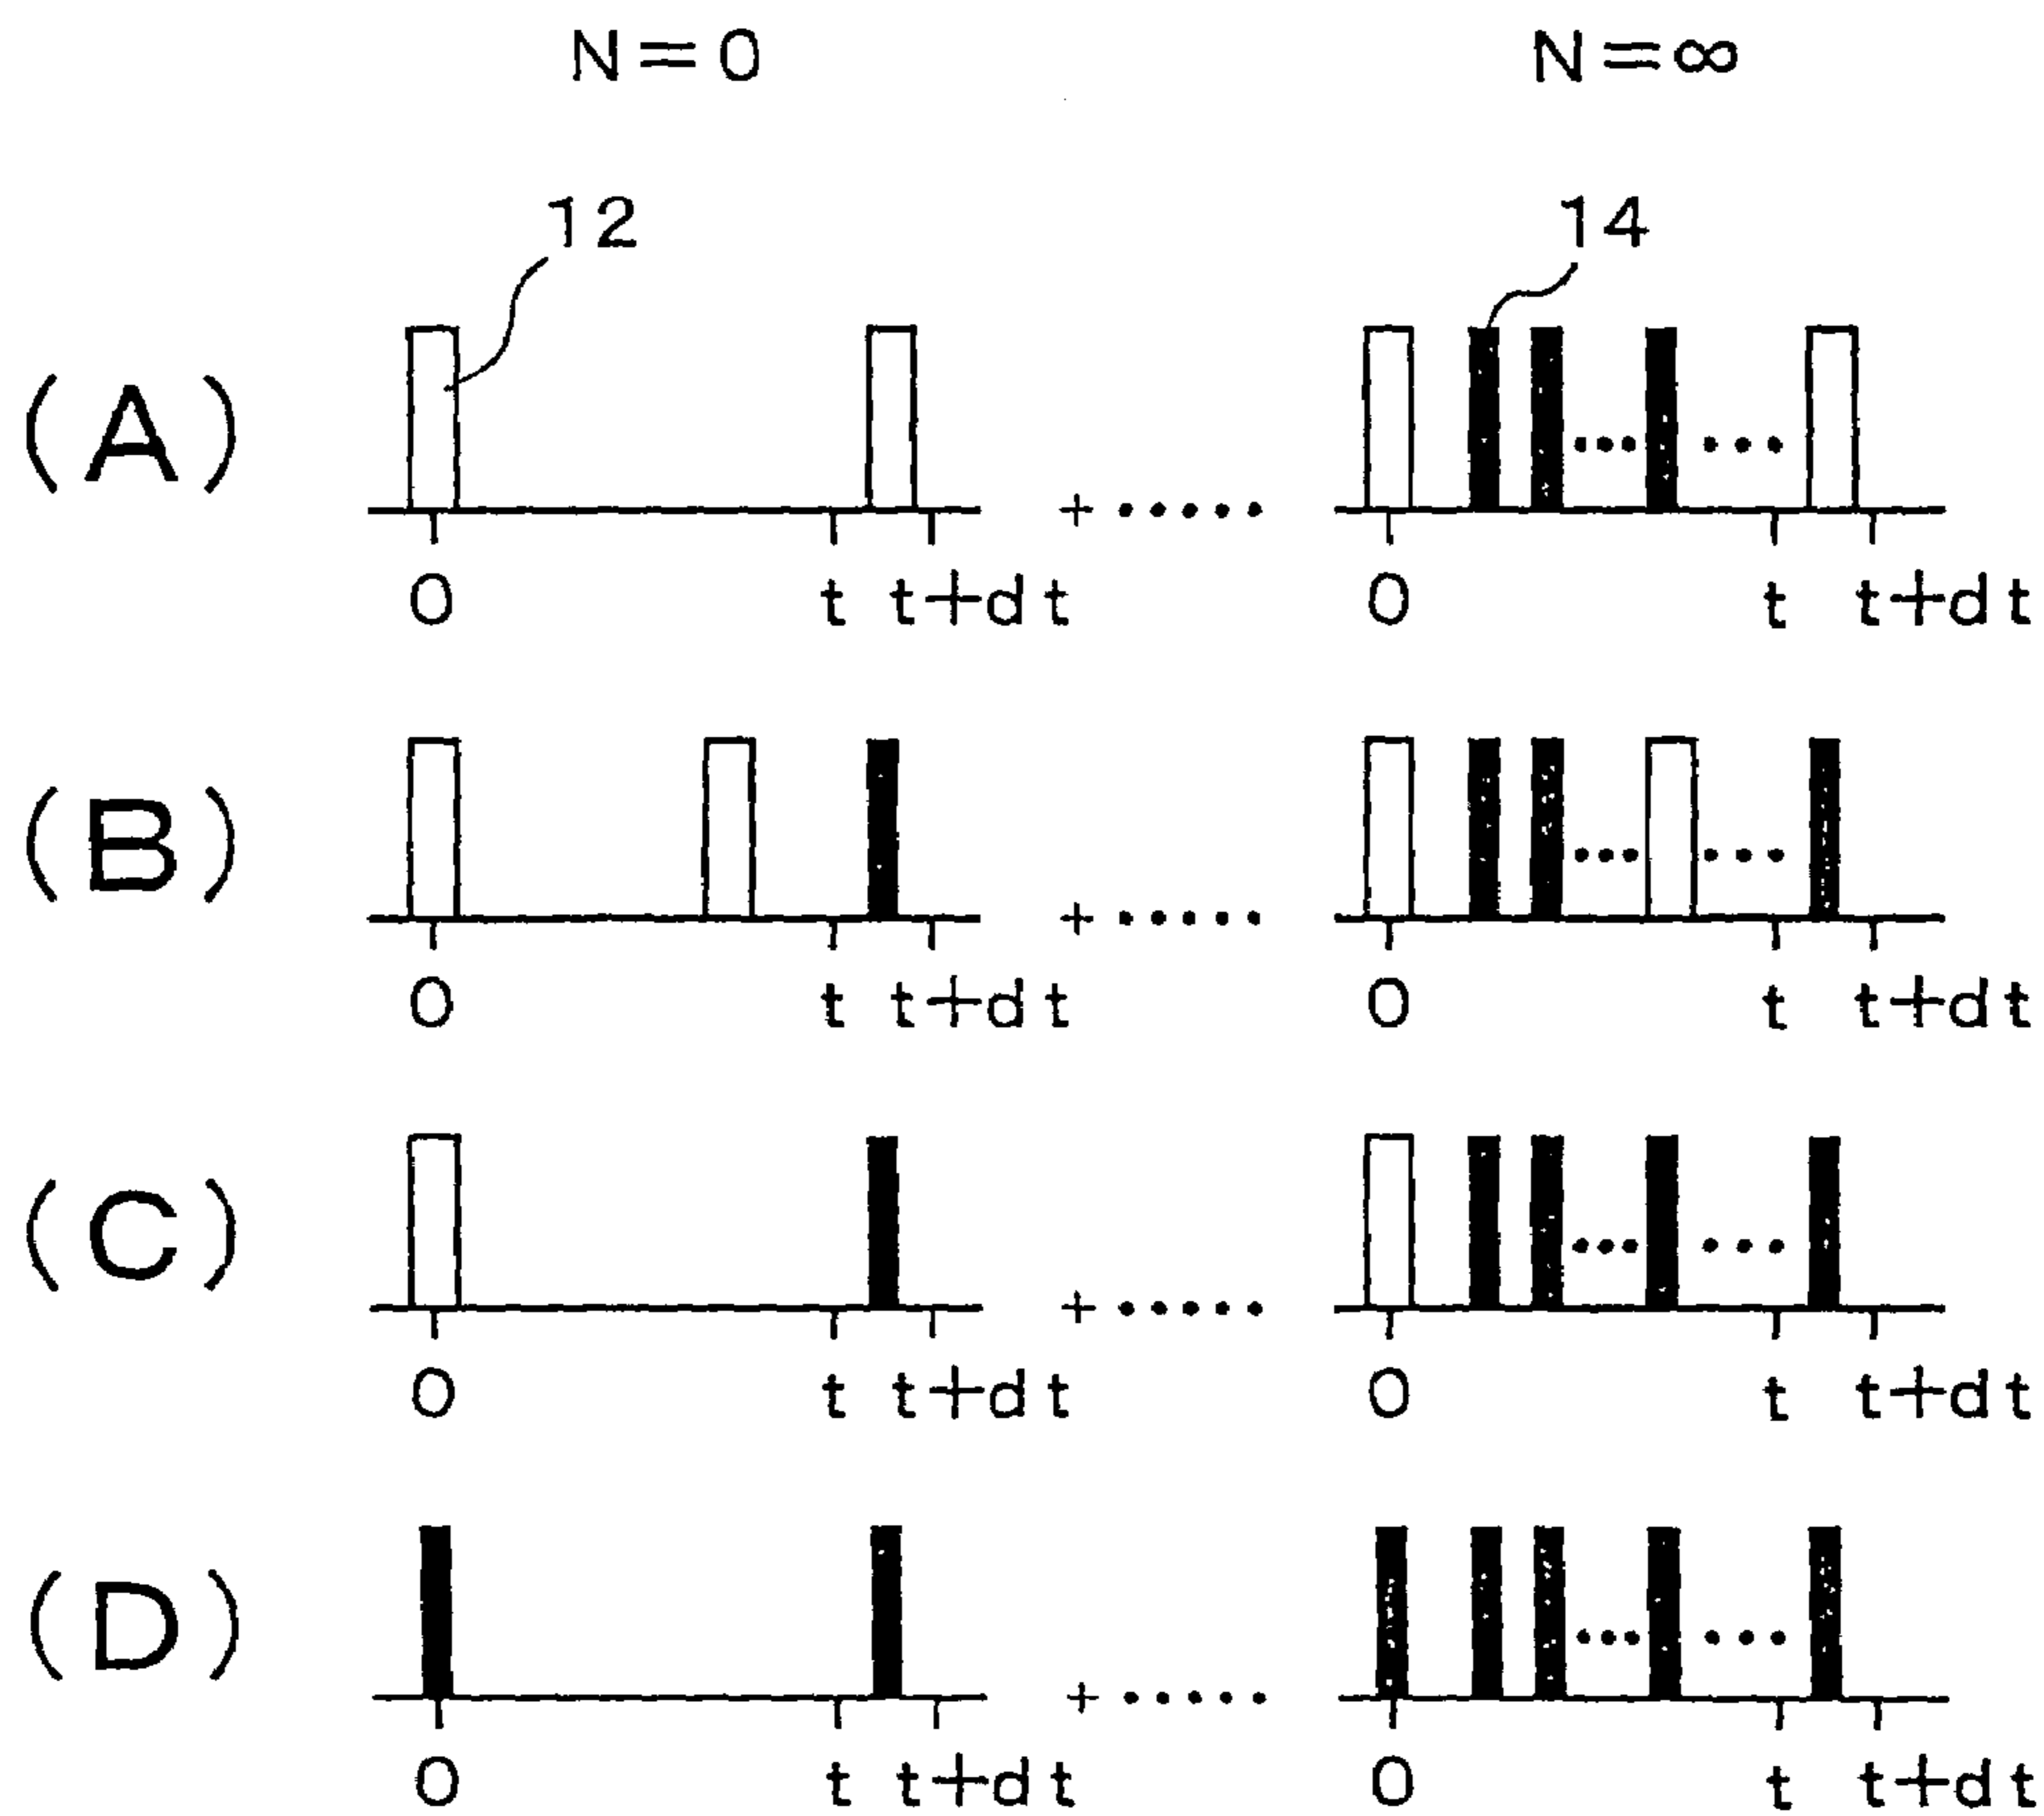 N=0 N=∞
12 14
(A)
+ ..... ... ...
0 t t+dt 0 t t+dt
(B)
+ ..... ... ...
0 t t+dt 0 t t+dt
(C)
+ ..... ... ...
0 t t+dt 0 t t+dt
(D)
+ ..... ... ...
0 t t+dt 0 t t+dt